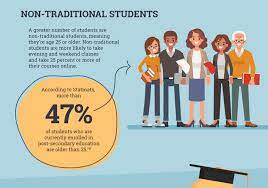 NON-TRADITIONAL STUDENTS
A greater number of students are
non-traditional students, meaning
they're age 25 or older. Non-traditional
students are more likely to take
evening and weekend classes and
take 25 percent or more of
their courses online.
According to Statmats,
more than
47%
of students who are
currently enrolled in
post-secondary education
are older than 25.